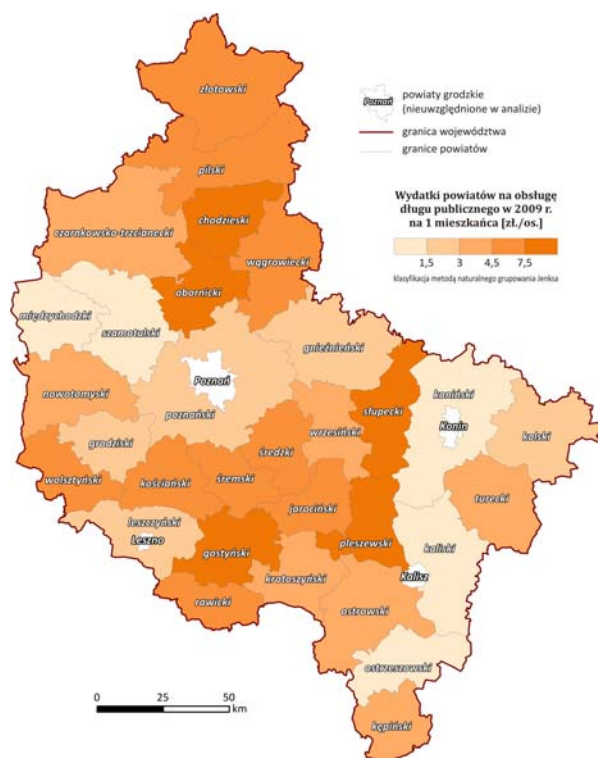 złotowski
Poznań
powiaty grodzkie
(nieuwzględnione w analizie)
granica województwa
granice powiatów
pilski
Wydatki powiatów na obsługę
długu publicznego w 2009 r.
na 1 mieszkańca [zł./os.]
1,5 3 4,5 7,5
klasyfikacja metodą naturalnego grupowania Jenksa
chodzieski
czarnkowsko-trzcianecki
wągrowiecki
obornicki
międzychodzki
szamotulski
gnieźnieński
Poznań
nowotomyski
poznański
słupecki
koniński
Konin
wrzesiński
kolski
grodziski
średzki
wolsztyński
kościański
śremski
turecki
jarociński
leszczyński
Leszno
pleszewski
kaliski
gostyński
Kalisz
krotoszyński
rawicki
ostrowski
ostrzeszowski
0 25 50
km
kępiński